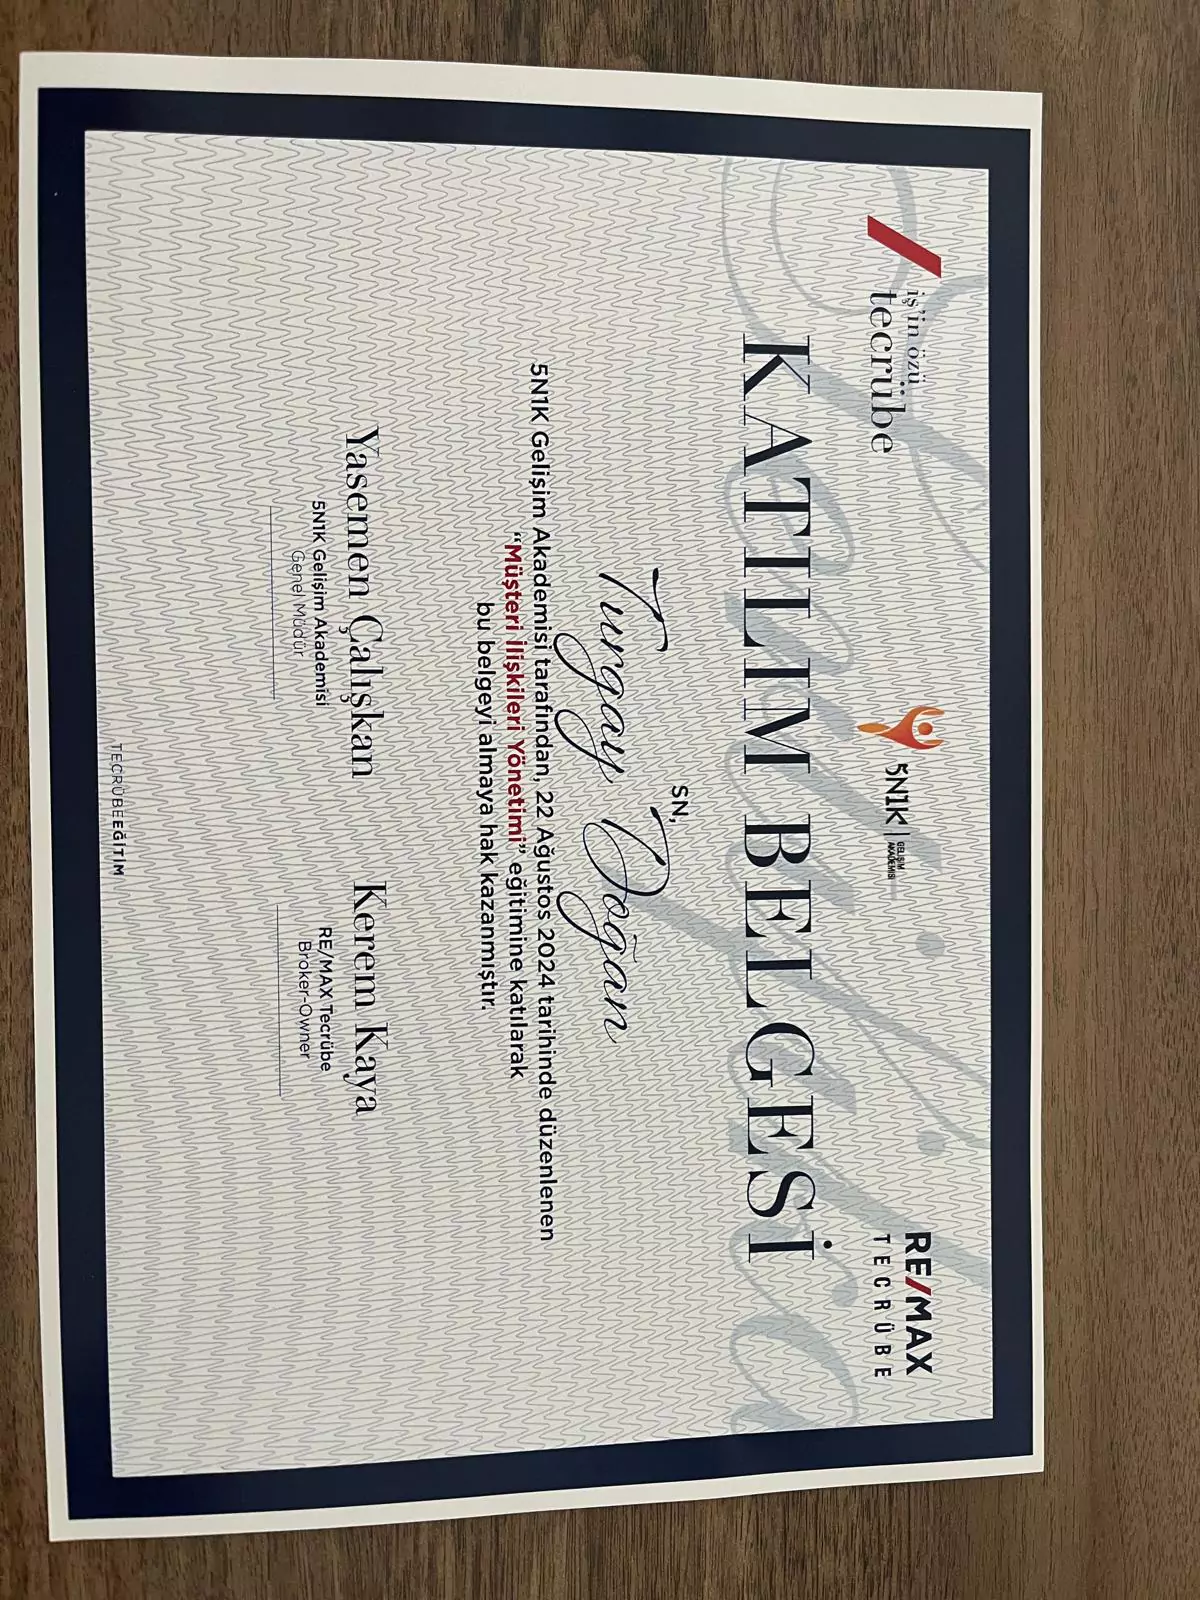 iş'in özü
tecrübe
5N1K
GELİŞİM
AKADEMİSİ
RE/MAX
TECRÜBE
KATILIM BELGESİ
SN,
Turgay Doğan
5N1K Gelişim Akademisi tarafından, 22 Ağustos 2024 tarihinde düzenlenen
“Müşteri İlişkileri Yönetimi” eğitimine katılarak
bu belgeyi almaya hak kazanmıştır.
Yasemen Çalışkan
5N1K Gelişim Akademisi
Genel Müdür
Kerem Kaya
RE/MAX Tecrübe
Broker-Owner
TECRÜBEEĞİTİM